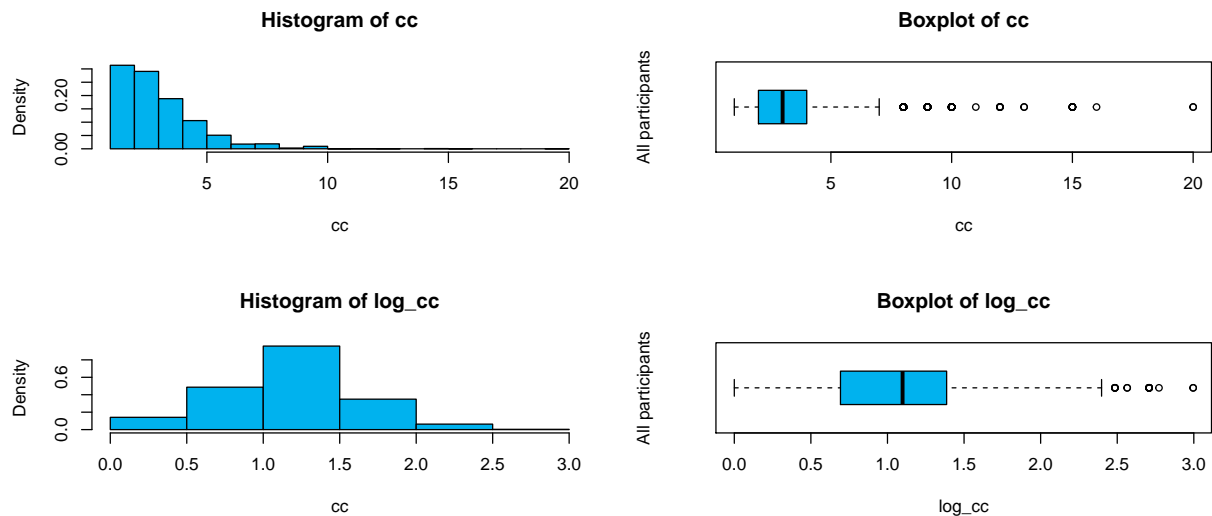 Histogram of cc
Density
0.00
0.20
5
10
15
20
cc
Boxplot of cc
All participants
5
10
15
20
cc
Histogram of log_cc
Density
0.0
0.6
0.0
0.5
1.0
1.5
2.0
2.5
3.0
cc
Boxplot of log_cc
All participants
0.0
0.5
1.0
1.5
2.0
2.5
3.0
log_cc